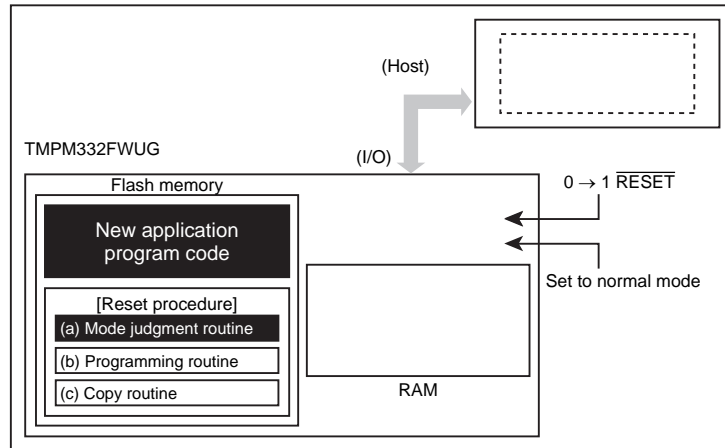 (Host)
TMPM332FWUG
(I/O)
Flash memory
0 → 1 RESET
New application
program code
Set to normal mode
[Reset procedure]
(a) Mode judgment routine
(b) Programming routine
(c) Copy routine
RAM